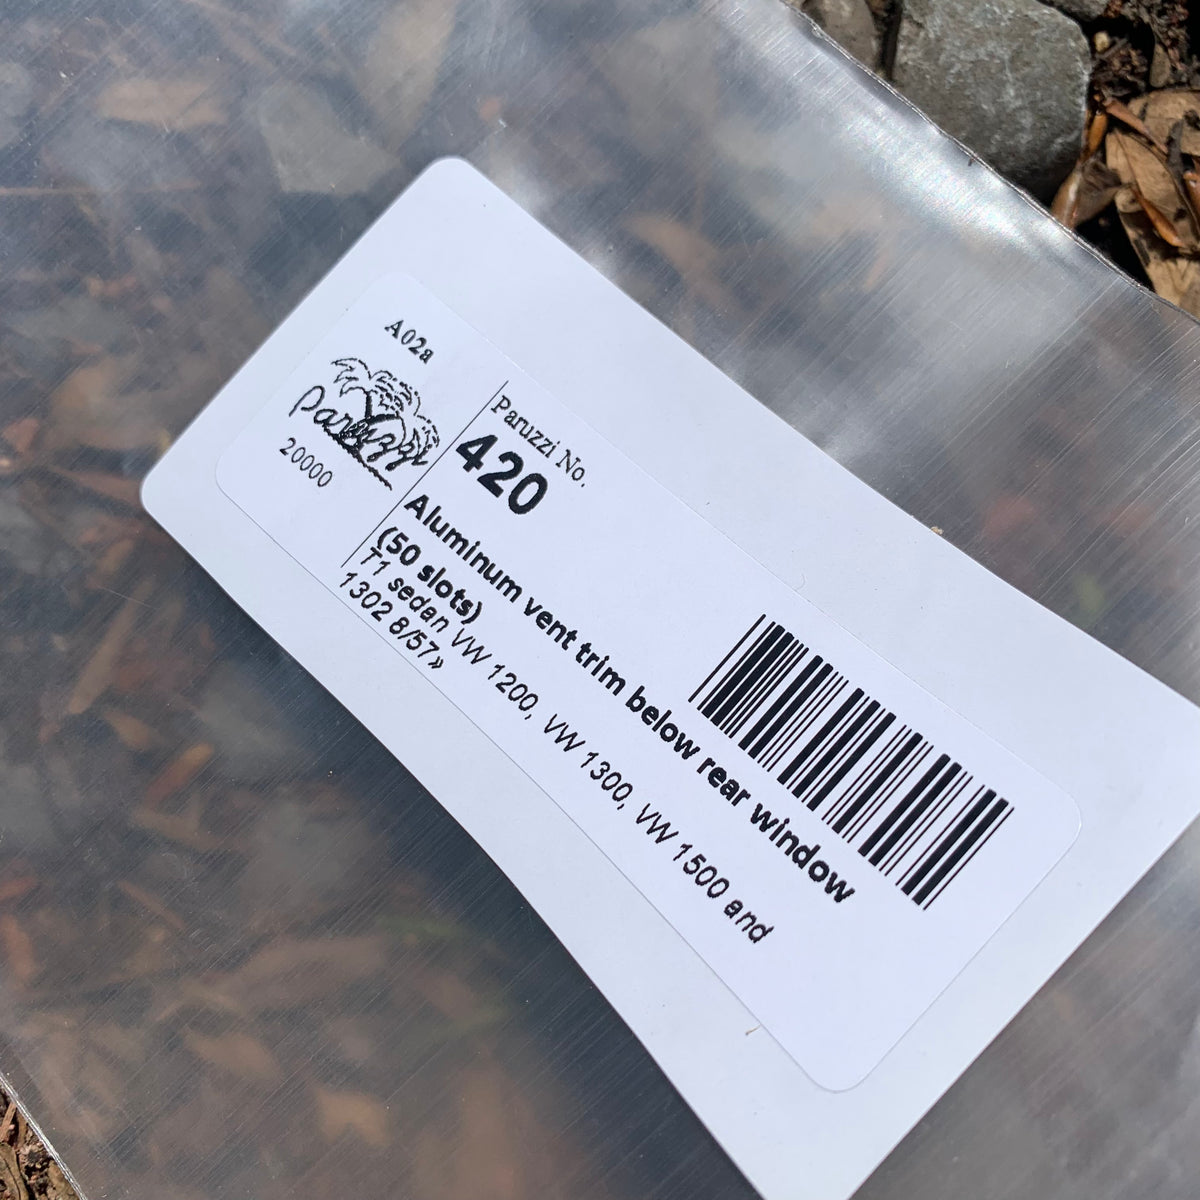 A02a
Paruzzi
20000
Paruzzi No.
420
Aluminum vent trim below rear window
(50 slots)
T1 sedan VW 1200, VW 1300, VW 1500 and
1302 8/57»